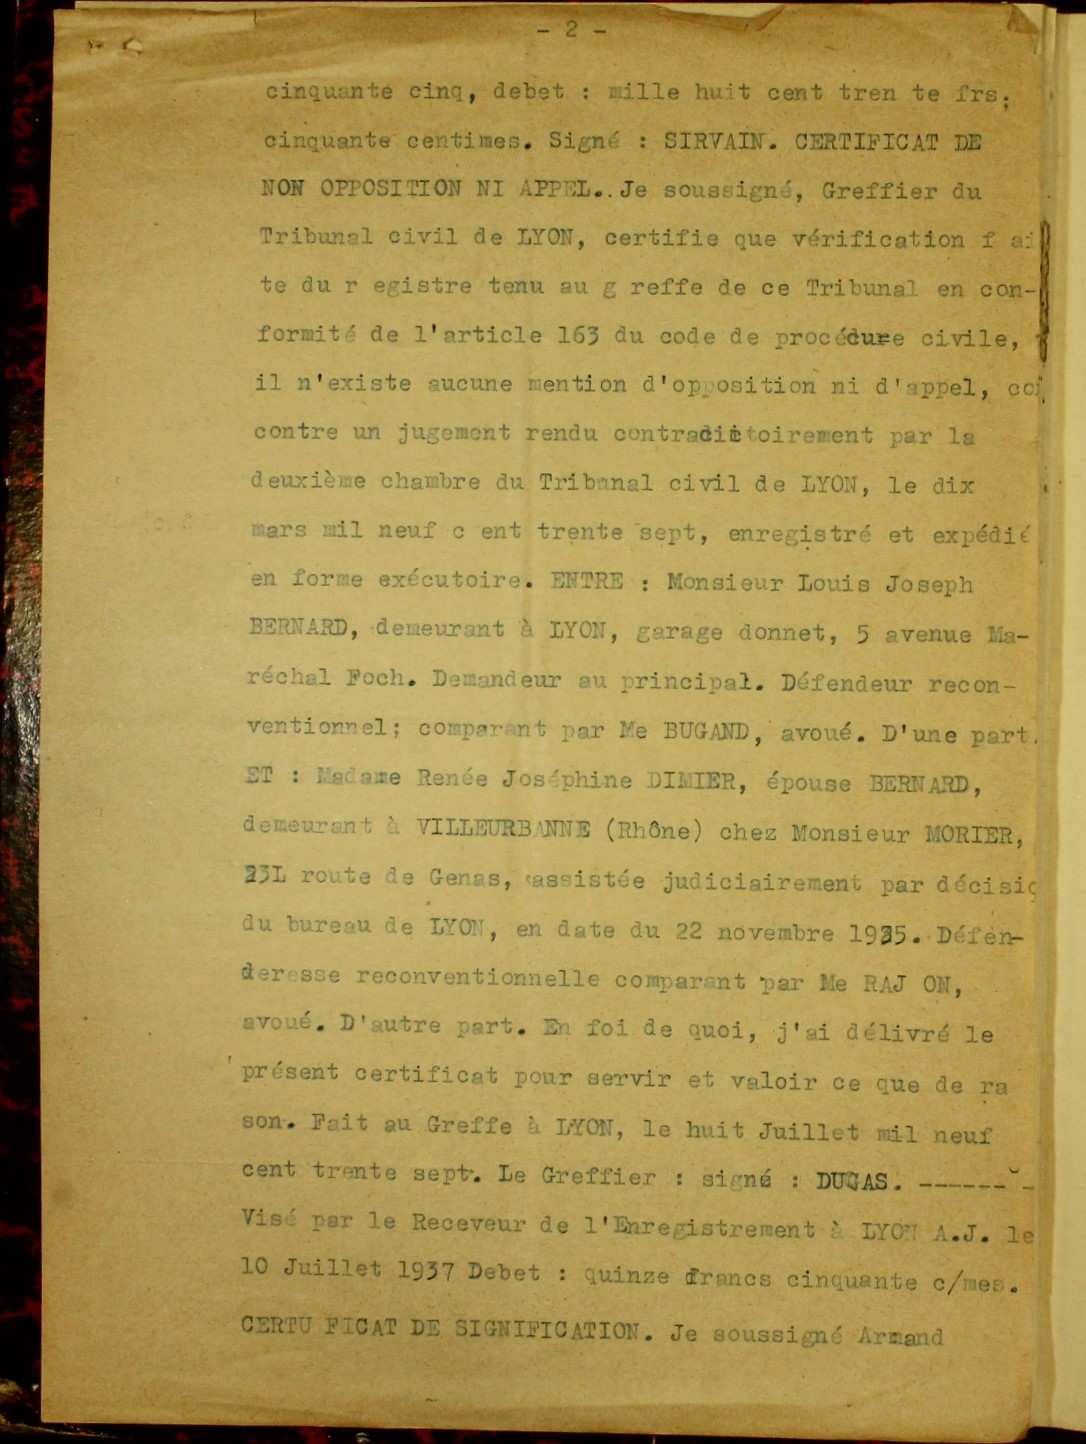 - 2 -
cinquante cinq, debet : mille huit cent tren te frs.
cinquante centimes. Signé : SIRVAIN. CERTIFICAT DE
NON OPPOSITION NI APPEL..Je soussigné, Greffier du
Tribunal civil de LYON, certifie que vérification f ai
te du r egistre tenu au g reffe de ce Tribunal en con-
formité de l'article 163 du code de procédure civile,
il n'existe aucune mention d'opposition ni d'appel,
contre un jugement rendu contradictoirement par la
deuxième chambre du Tribunal civil de LYON, le dix
mars mil neuf c ent trente sept, enregistré et expédié
en forme exécutoire. ENTRE : Monsieur Louis Joseph
BERNARD, demeurant à LYON, garage donnet, 5 avenue Ma-
réchal Foch. Demandeur au principal. Défendeur recon-
ventionnel; comparant par Me BUGAND, avoué. D'une part.
ET : Madame Renée Joséphine DIMIER, épouse BERNARD,
demeurant à VILLEURBANNE (Rhône) chez Monsieur MORIER,
23L route de Genas, assistée judiciairement par décisio
du bureau de LYON, en date du 22 novembre 1935. Défen-
deresse reconventionnelle comparant par Me RAJ ON,
avoué. D'autre part. En foi de quoi, j'ai délivré le
présent certificat pour servir et valoir ce que de ra
son. Fait au Greffe à LYON, le huit Juillet mil neuf
cent trente sept. Le Greffier : signé : DUGAS. ------ -
Visé par le Receveur de l'Enregistrement à LYON A.J. le
10 Juillet 1937 Debet : quinze francs cinquante c/mes.
CERTU FICAT DE SIGNIFICATION. Je soussigné Armand